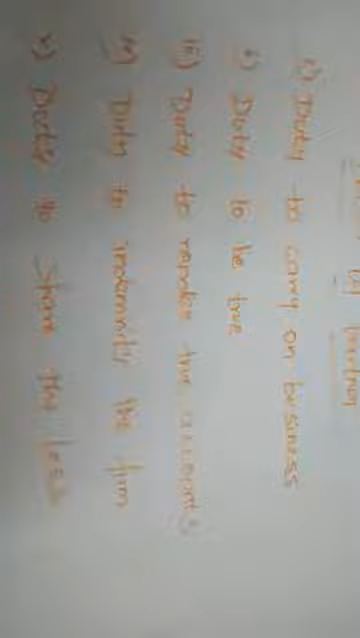 by partner
i) Duty to carry on business
ii) Duty to be true
iii) Duty to render true accounts
iv) Duty to indemnify the firm
v) Duty to share the loss